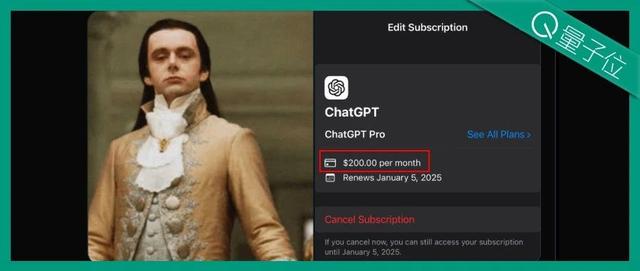 量子位
Edit Subscription
ChatGPT
ChatGPT Pro
See All Plans >
$200.00 per month
Renews January 5, 2025
Cancel Subscription
If you cancel now, you can still access your subscription
until January 5, 2025.